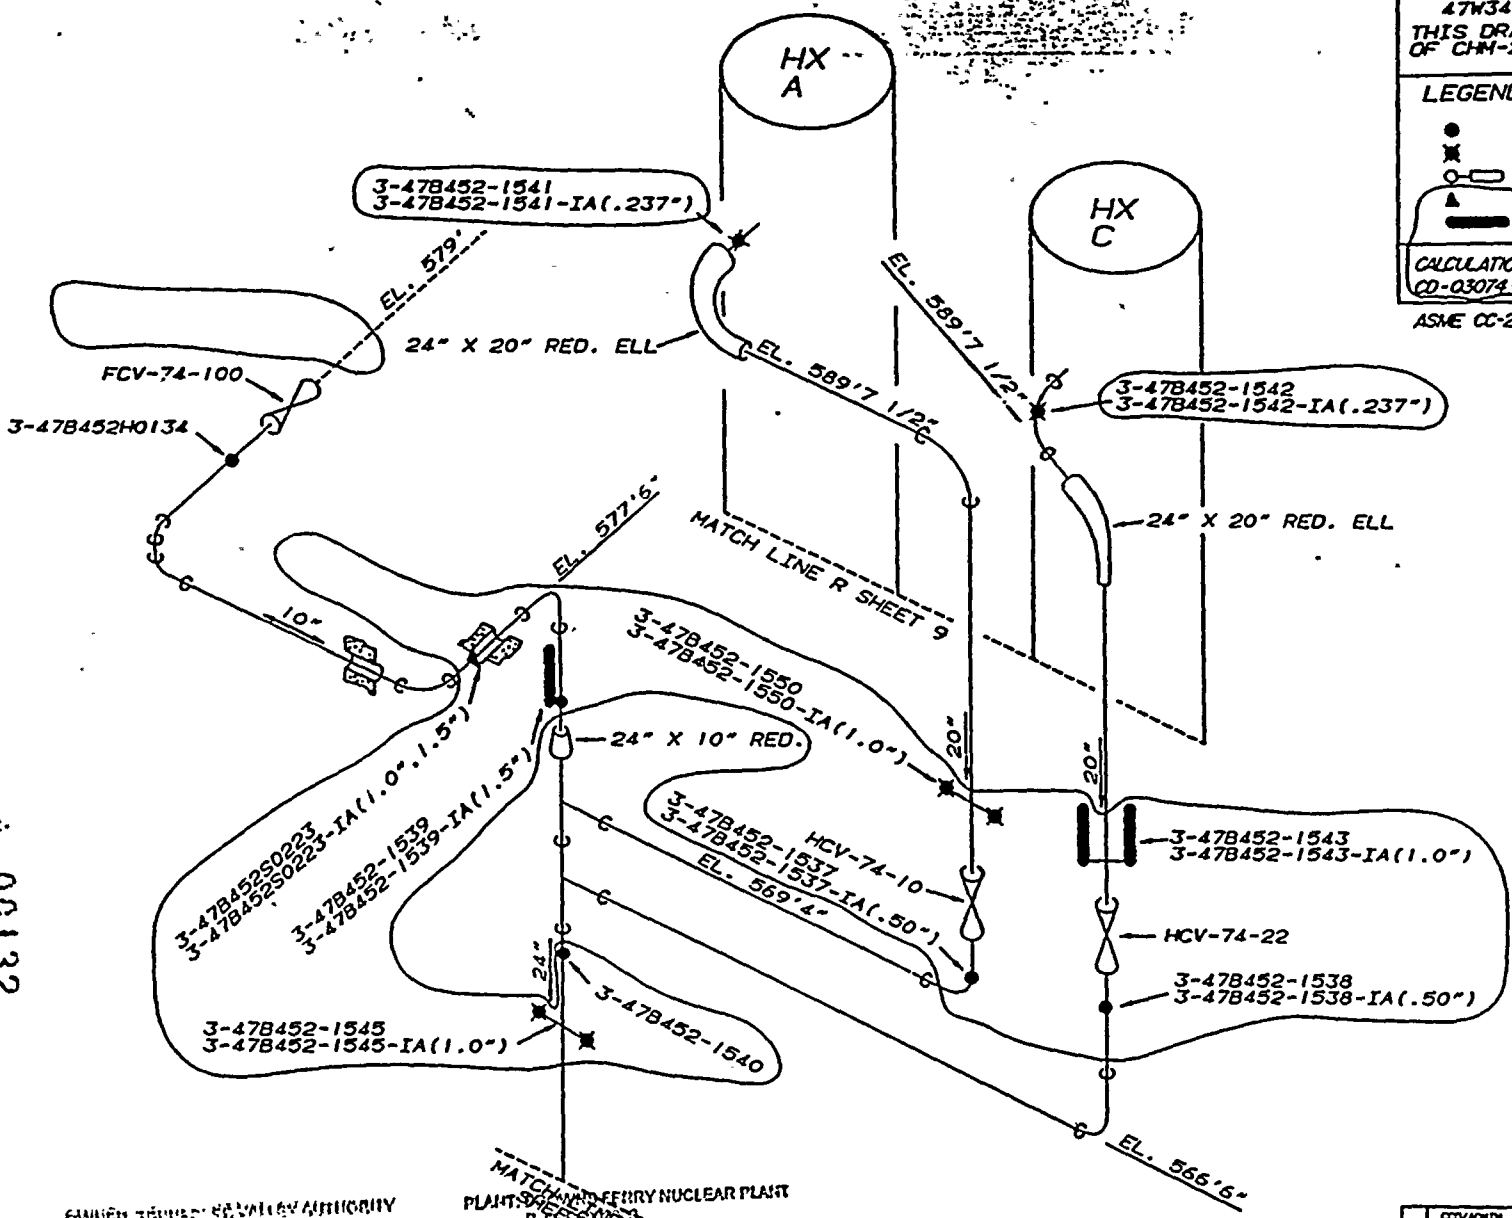 47W34
THIS DRA
OF CHM-
LEGEND
CALCULATIO
CD-03074
ASME CC-2
HX
A
HX
C
3-47B452-1541
3-47B452-1541-IA(.237")
EL. 579'
24" X 20" RED. ELL
FCV-74-100
3-47B452H0134
EL. 589'7 1/2"
EL. 589'7 1/2"
3-47B452-1542
3-47B452-1542-IA(.237")
24" X 20" RED. ELL
EL. 577'6"
MATCH LINE R SHEET 9
10"
3-47B452-1550
3-47B452-1550-IA(1.0")
20"
20"
24" X 10" RED.
3-47B452S0223
3-47B452S0223-IA(1.0",1.5")
3-47B452-1539
3-47B452-1539-IA(1.5")
3-47B452-1537
3-47B452-1537-IA(.50")
HCV-74-10
EL. 569'4"
3-47B452-1543
3-47B452-1543-IA(1.0")
HCV-74-22
3-47B452-1538
3-47B452-1538-IA(.50")
24"
3-47B452-1540
3-47B452-1545
3-47B452-1545-IA(1.0")
EL. 566'6"
MATCH
VALLEY AUTHORITY
PLANT FERRY NUCLEAR PLANT